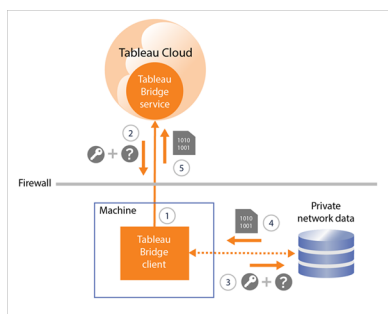 Tableau Cloud
Tableau
Bridge
service
2
1010
1001
+ ?
5
Firewall
Machine
1
1010
1001
4
Private
network data
Tableau
Bridge
client
3
+ ?